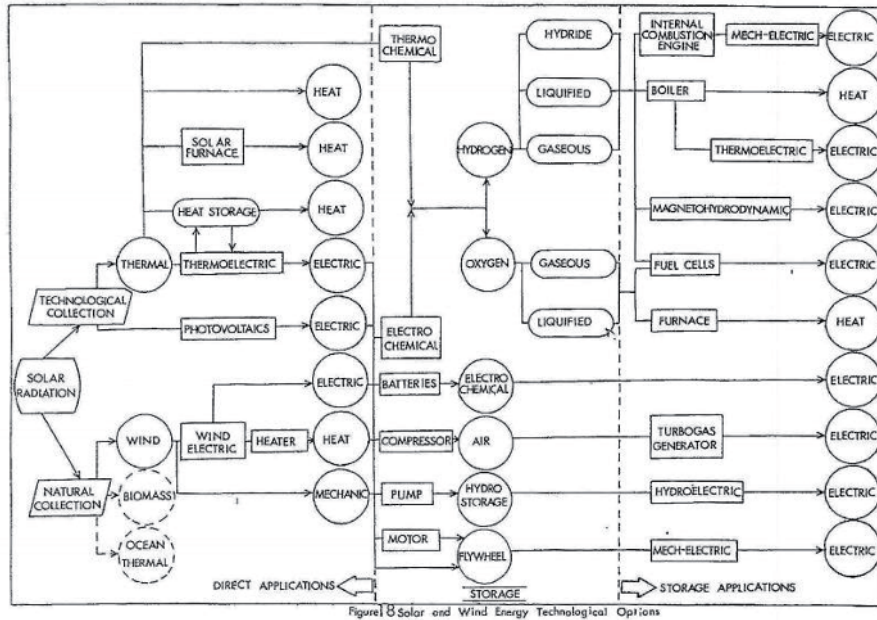 THERMO
CHEMICAL
HYDRIDE
INTERNAL
COMBUSTION
ENGINE
MECH-ELECTRIC
ELECTRIC
HEAT
LIQUIFIED
BOILER
HEAT
SOLAR
FURNACE
HEAT
HYDROGEN
GASEOUS
THERMOELECTRIC
ELECTRIC
HEAT STORAGE
HEAT
MAGNETOHYDRODYNAMIC
ELECTRIC
THERMAL
THERMOELECTRIC
ELECTRIC
OXYGEN
GASEOUS
FUEL CELLS
ELECTRIC
TECHNOLOGICAL
COLLECTION
PHOTOVOLTAICS
ELECTRIC
ELECTRO
CHEMICAL
LIQUIFIED
FURNACE
HEAT
SOLAR
RADIATION
ELECTRIC
BATTERIES
ELECTRO
CHEMICAL
ELECTRIC
WIND
WIND
ELECTRIC
HEATER
HEAT
COMPRESSOR
AIR
TURBOGAS
GENERATOR
ELECTRIC
NATURAL
COLLECTION
BIOMASS
MECHANIC
PUMP
HYDRO
STORAGE
HYDROELECTRIC
ELECTRIC
OCEAN
THERMAL
MOTOR
FLYWHEEL
MECH-ELECTRIC
ELECTRIC
DIRECT APPLICATIONS
STORAGE
STORAGE APPLICATIONS
Figure18 Solar and Wind Energy Technological Options